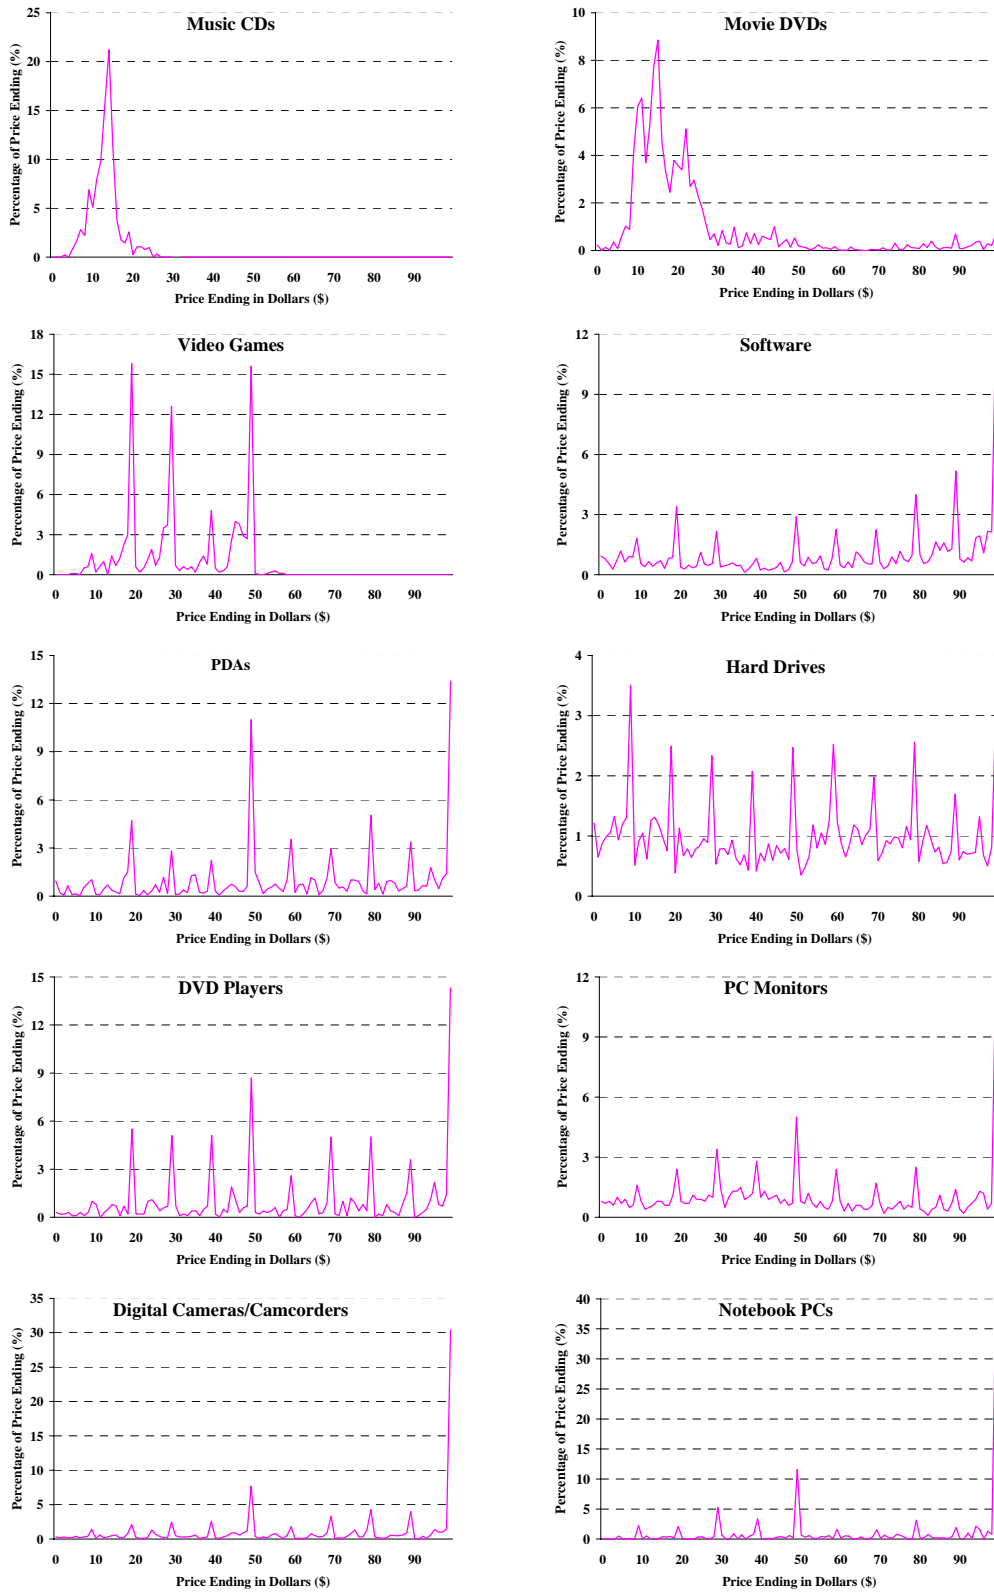 Music CDs
Percentage of Price Ending (%)
25
20
15
10
5
0
0 10 20 30 40 50 60 70 80 90
Price Ending in Dollars ($)
Movie DVDs
Percentage of Price Ending (%)
10
8
6
4
2
0
0 10 20 30 40 50 60 70 80 90
Price Ending in Dollars ($)
Video Games
Percentage of Price Ending (%)
18
15
12
9
6
3
0
0 10 20 30 40 50 60 70 80 90
Price Ending in Dollars ($)
Software
Percentage of Price Ending (%)
12
9
6
3
0
0 10 20 30 40 50 60 70 80 90
Price Ending in Dollars ($)
PDAs
Percentage of Price Ending (%)
15
12
9
6
3
0
0 10 20 30 40 50 60 70 80 90
Price Ending in Dollars ($)
Hard Drives
Percentage of Price Ending (%)
4
3
2
1
0
0 10 20 30 40 50 60 70 80 90
Price Ending in Dollars ($)
DVD Players
Percentage of Price Ending (%)
15
12
9
6
3
0
0 10 20 30 40 50 60 70 80 90
Price Ending in Dollars ($)
PC Monitors
Percentage of Price Ending (%)
12
9
6
3
0
0 10 20 30 40 50 60 70 80 90
Price Ending in Dollars ($)
Digital Cameras/Camcorders
Percentage of Price Ending (%)
35
30
25
20
15
10
5
0
0 10 20 30 40 50 60 70 80 90
Price Ending in Dollars ($)
Notebook PCs
Percentage of Price Ending (%)
40
35
30
25
20
15
10
5
0
0 10 20 30 40 50 60 70 80 90
Price Ending in Dollars ($)